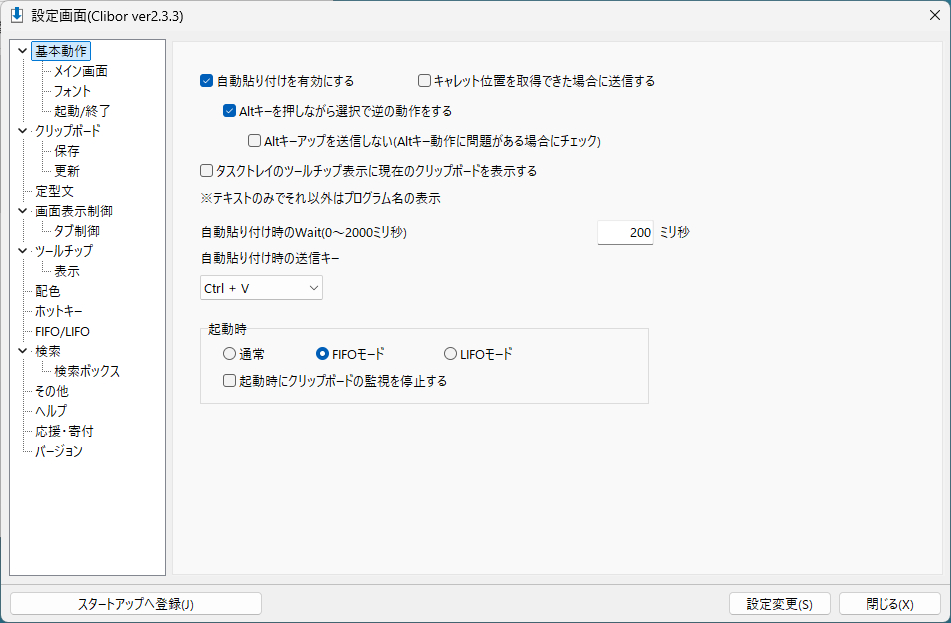 設定画面(Clibor ver2.3.3)
基本動作
メイン画面
フォント
起動/終了
クリップボード
保存
更新
定型文
画面表示制御
タブ制御
ツールチップ
表示
配色
ホットキー
FIFO/LIFO
検索
検索ボックス
その他
ヘルプ
応援・寄付
バージョン
自動貼り付けを有効にする キャレット位置を取得できた場合に送信する
Altキーを押しながら選択で逆の動作をする
Altキーアップを送信しない(Altキー動作に問題がある場合にチェック)
タスクトレイのツールチップ表示に現在のクリップボードを表示する
※テキストのみでそれ以外はプログラム名の表示
自動貼り付け時のWait(0～2000ミリ秒) 200 ミリ秒
自動貼り付け時の送信キー
Ctrl + V
起動時
通常 FIFOモード LIFOモード
起動時にクリップボードの監視を停止する
スタートアップへ登録(J) 設定変更(S) 閉じる(X)